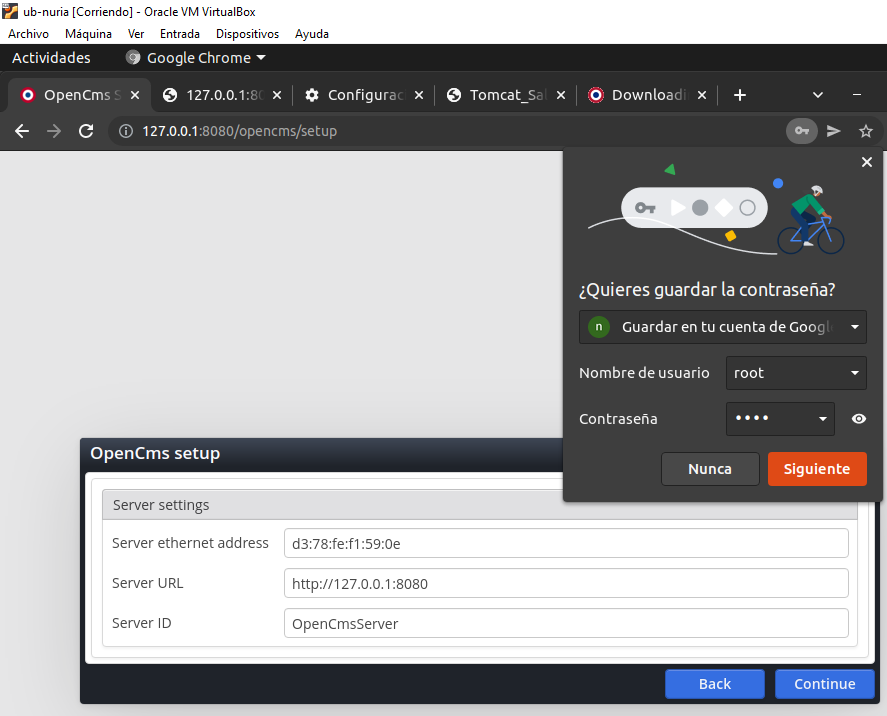 ub-nuria [Corriendo] - Oracle VM VirtualBox
Archivo Máquina Ver Entrada Dispositivos Ayuda
Actividades Google Chrome
OpenCms S 127.0.0.1:80 Configurac Tomcat_Sal Downloadi
127.0.0.1:8080/opencms/setup
¿Quieres guardar la contraseña?
n Guardar en tu cuenta de Googl
Nombre de usuario root
Contraseña ••••
Nunca Siguiente
OpenCms setup
Server settings
Server ethernet address d3:78:fe:f1:59:0e
Server URL http://127.0.0.1:8080
Server ID OpenCmsServer
Back Continue